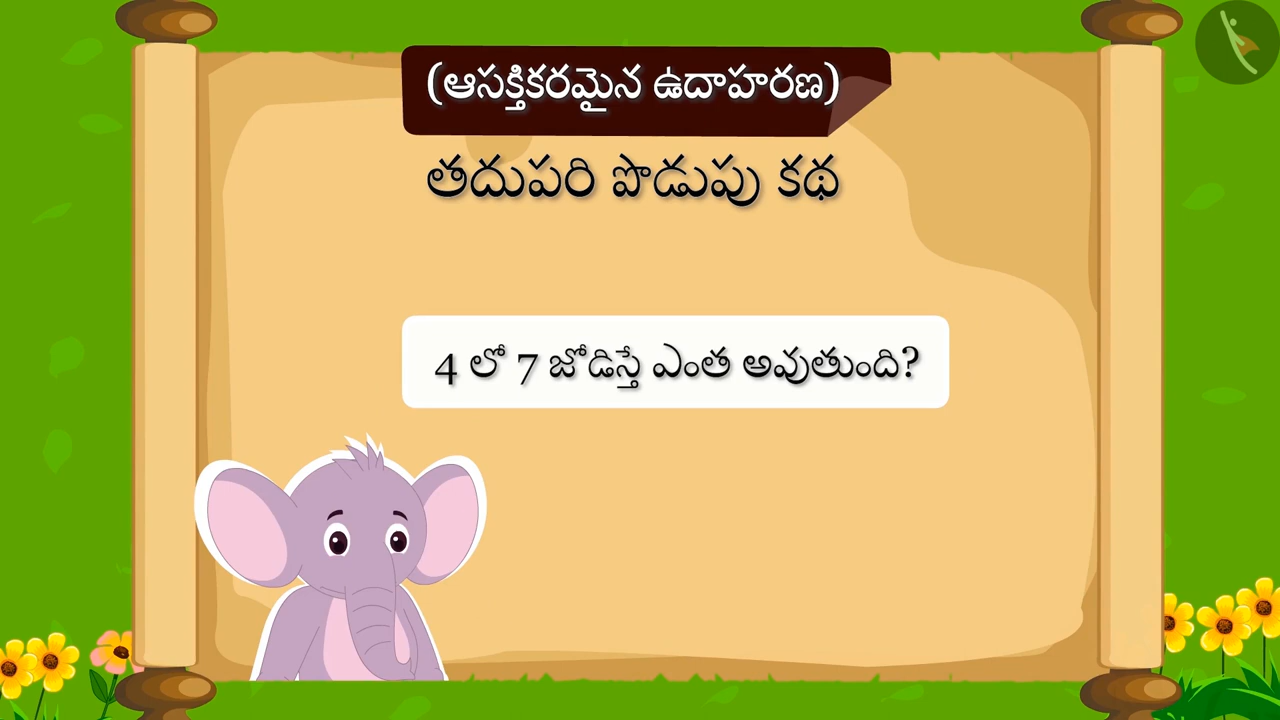 (ఆసక్తికరమైన ఉదాహరణ)
తదుపరి పొడుపు కథ
4 లో 7 జోడిస్తే ఎంత అవుతుంది?